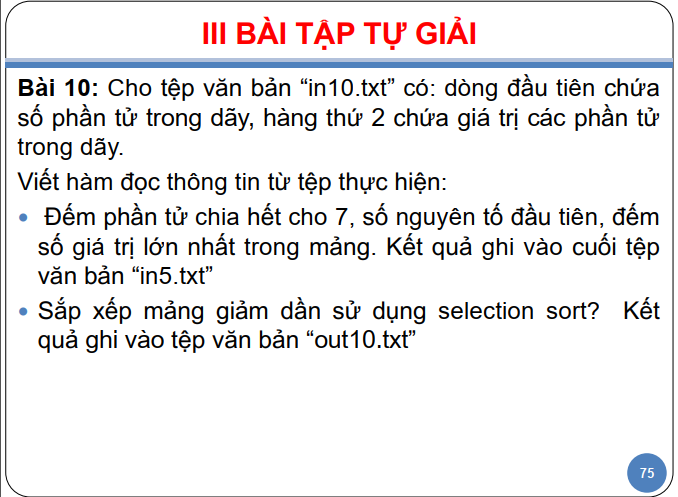 III BÀI TẬP TỰ GIẢI
Bài 10: Cho tệp văn bản “in10.txt” có: dòng đầu tiên chứa
số phần tử trong dãy, hàng thứ 2 chứa giá trị các phần tử
trong dãy.
Viết hàm đọc thông tin từ tệp thực hiện:
• Đếm phần tử chia hết cho 7, số nguyên tố đầu tiên, đếm
số giá trị lớn nhất trong mảng. Kết quả ghi vào cuối tệp
văn bản “in5.txt”
• Sắp xếp mảng giảm dần sử dụng selection sort? Kết
quả ghi vào tệp văn bản “out10.txt”
75